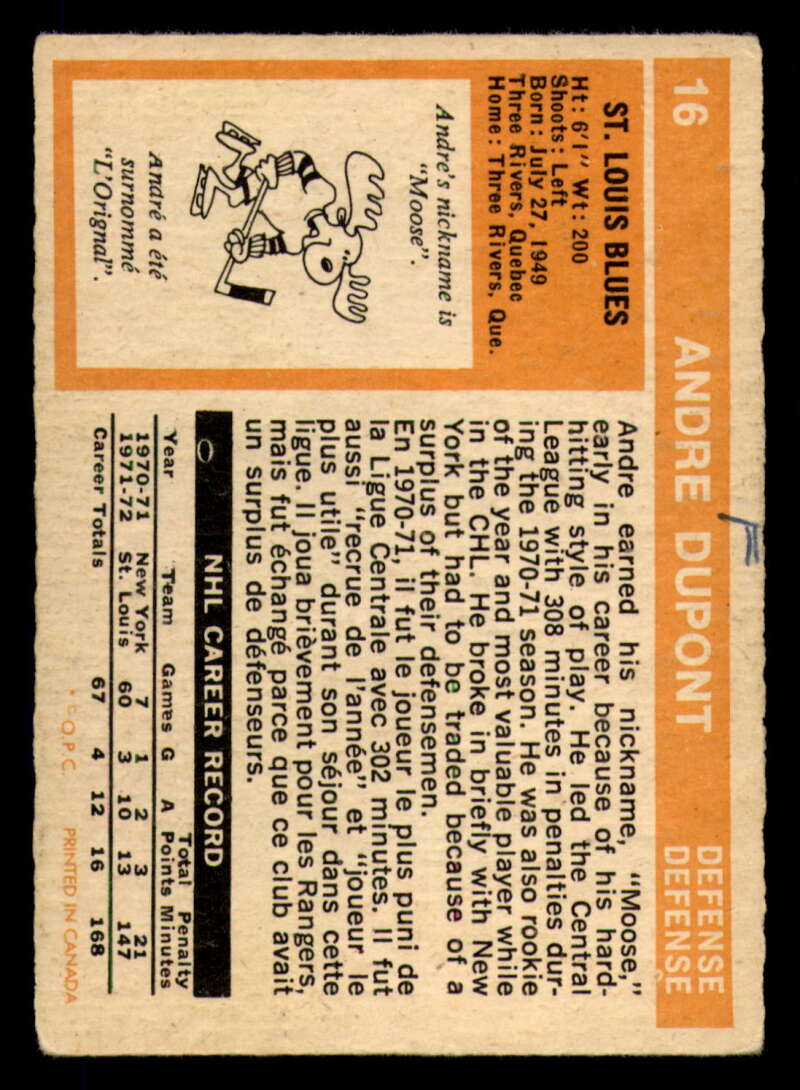 16 ANDRE DUPONT DEFENSE
DEFENSE
ST. LOUIS BLUES
Ht: 6'1" Wt: 200
Shoots: Left
Born: July 27, 1949
Three Rivers, Quebec
Home: Three Rivers, Que.
Andre's nickname is
"Moose".
André a été
surnommé
"L'Orignal".
Andre earned his nickname, "Moose,"
early in his career because of his hard-
hitting style of play. He led the Central
League with 308 minutes in penalties dur-
ing the 1970-71 season. He was also rookie
of the year and most valuable player while
in the CHL. He broke in briefly with New
York but had to be traded because of a
surplus of their defensemen.
En 1970-71, il fut le joueur le plus puni de
la Ligue Centrale avec 302 minutes. Il fut
aussi "recrue de l'année" et "joueur le
plus utile" durant son séjour dans cette
ligue. Il joua brièvement pour les Rangers,
mais fut échangé parce que ce club avait
un surplus de défenseurs.
NHL CAREER RECORD
Total Penalty
Year Team Games G A Points Minutes
1970-71 New York 7 1 2 3 21
1971-72 St. Louis 60 3 10 13 147
Career Totals 67 4 12 16 168
* © O.P.C. PRINTED IN CANADA